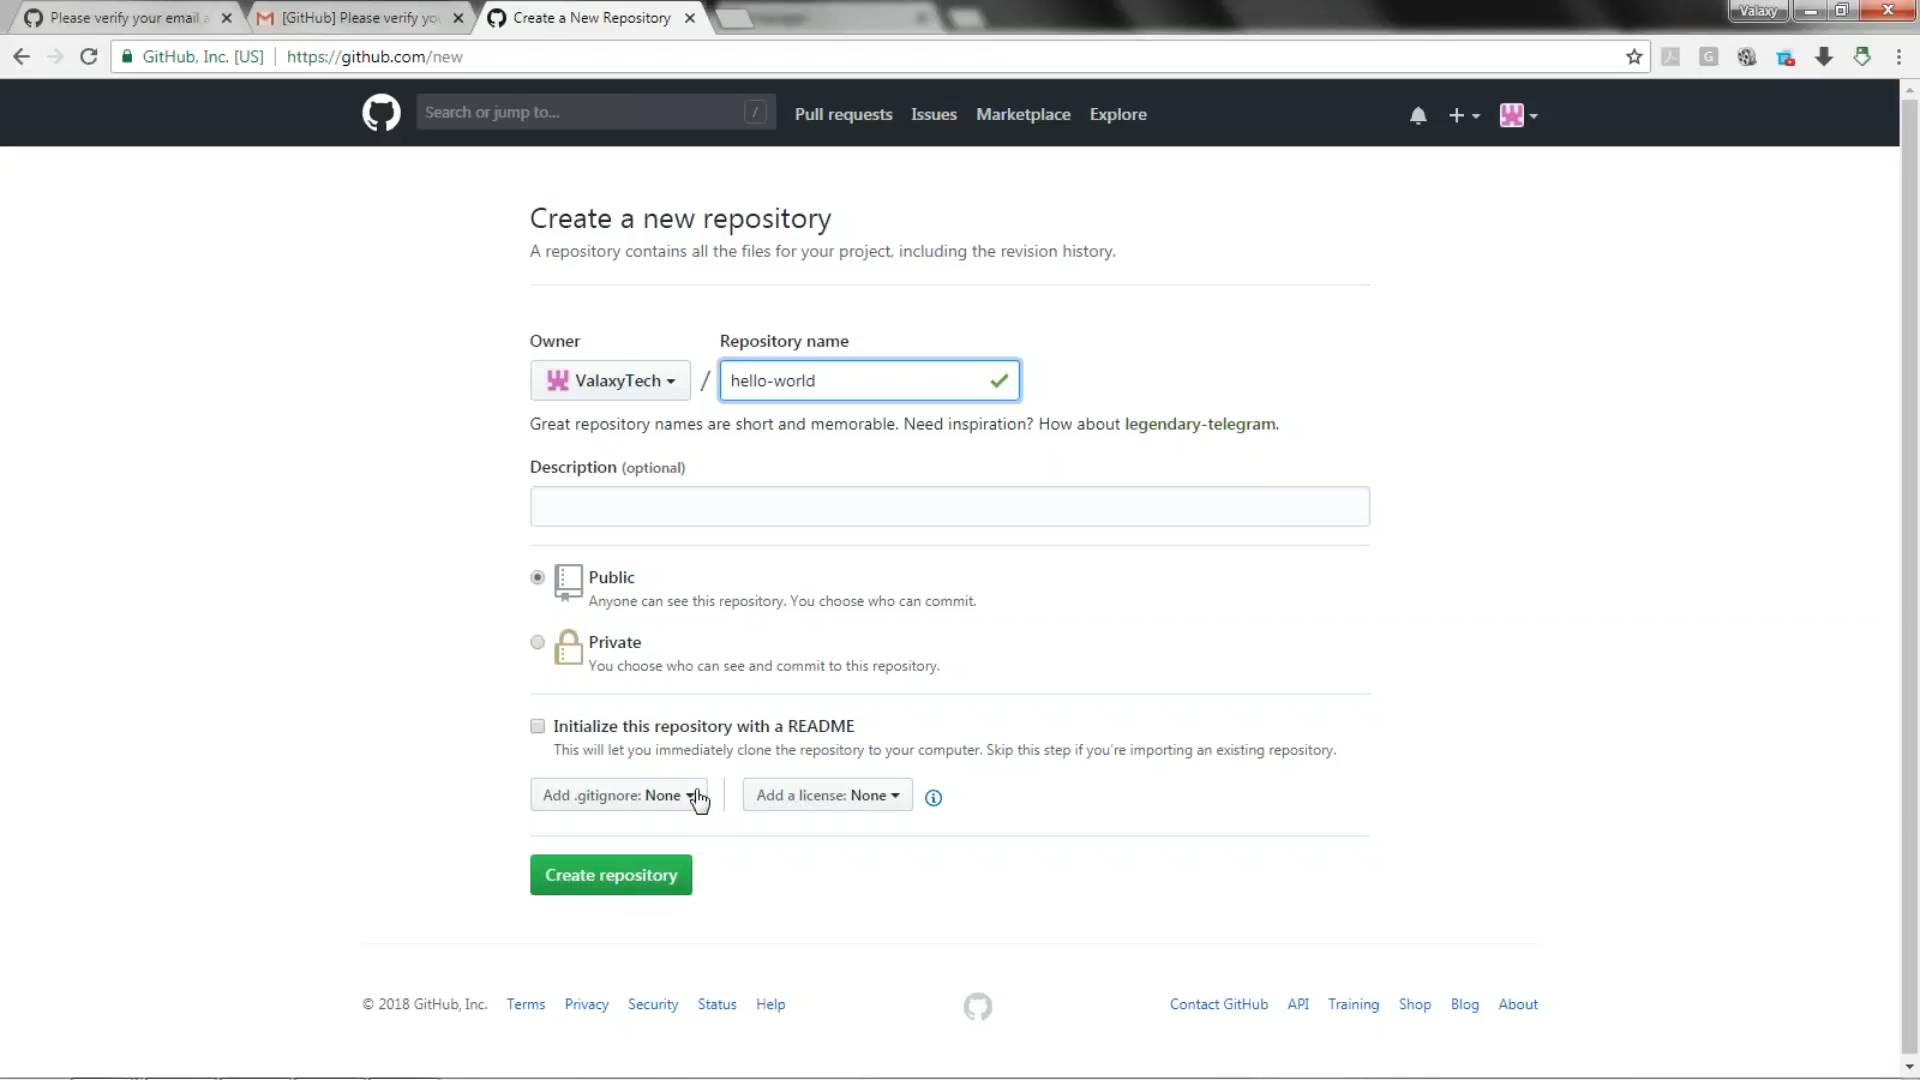 Please verify your email a
[GitHub] Please verify yo
Create a New Repository
Valaxy
GitHub, Inc. [US]
https://github.com/new
Search or jump to...
/
Pull requests
Issues
Marketplace
Explore
Create a new repository
A repository contains all the files for your project, including the revision history.
Owner
Repository name
ValaxyTech
/
hello-world
Great repository names are short and memorable. Need inspiration? How about legendary-telegram.
Description (optional)
Public
Anyone can see this repository. You choose who can commit.
Private
You choose who can see and commit to this repository.
Initialize this repository with a README
This will let you immediately clone the repository to your computer. Skip this step if you're importing an existing repository.
Add .gitignore: None
Add a license: None
Create repository
© 2018 GitHub, Inc.
Terms
Privacy
Security
Status
Help
Contact GitHub
API
Training
Shop
Blog
About